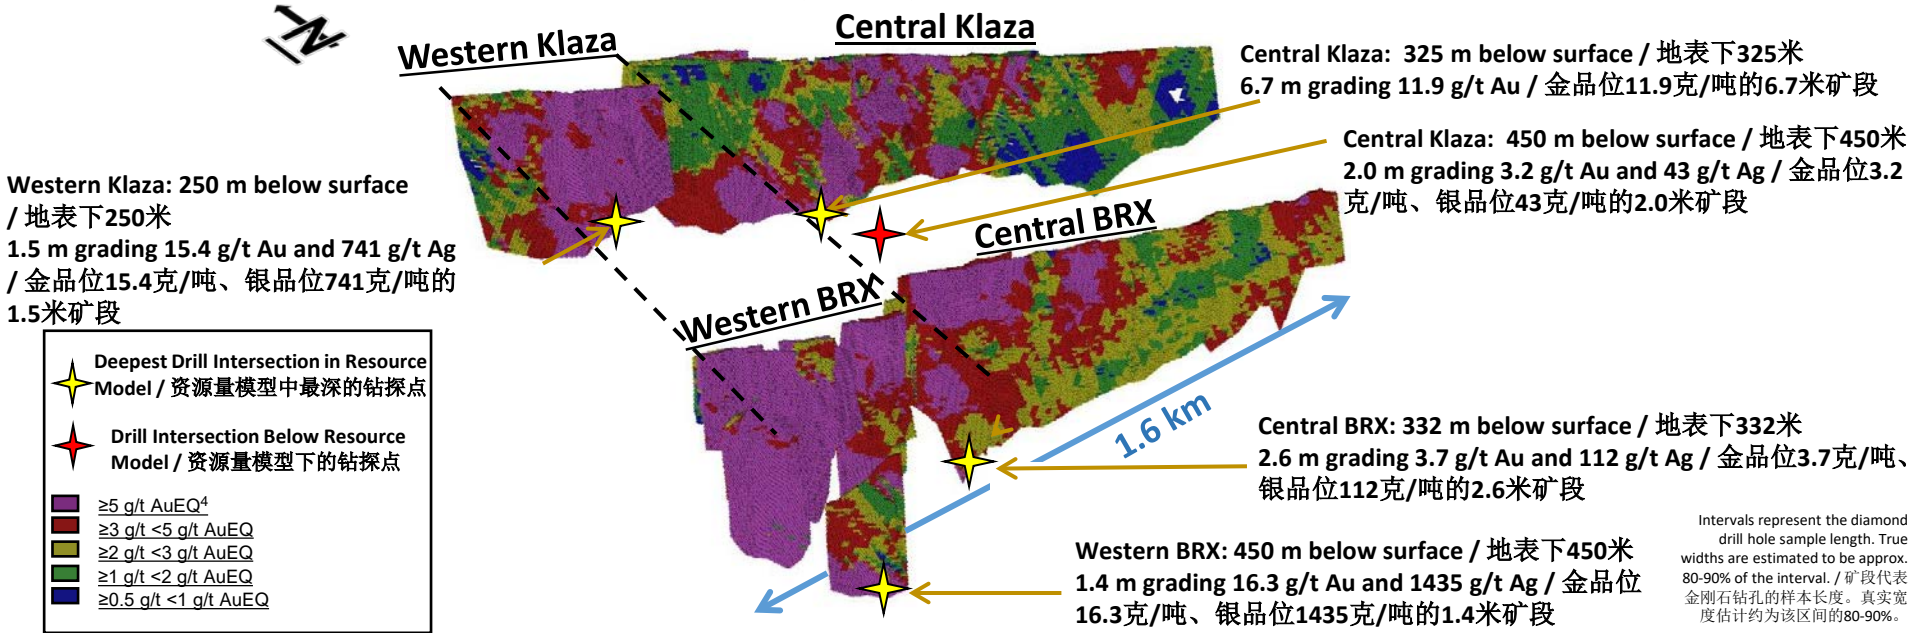 N
Western Klaza
Central Klaza
Central Klaza: 325 m below surface / 地表下325米
6.7 m grading 11.9 g/t Au / 金品位11.9克/吨的6.7米矿段
Central Klaza: 450 m below surface / 地表下450米
2.0 m grading 3.2 g/t Au and 43 g/t Ag / 金品位3.2
克/吨、银品位43克/吨的2.0米矿段
Western Klaza: 250 m below surface
/ 地表下250米
1.5 m grading 15.4 g/t Au and 741 g/t Ag
/ 金品位15.4克/吨、银品位741克/吨的
1.5米矿段
Central BRX
Western BRX
1.6 km
Deepest Drill Intersection in Resource
Model / 资源量模型中最深的钻探点
Drill Intersection Below Resource
Model / 资源量模型下的钻探点
≥5 g/t AuEQ⁴
≥3 g/t <5 g/t AuEQ
≥2 g/t <3 g/t AuEQ
≥1 g/t <2 g/t AuEQ
≥0.5 g/t <1 g/t AuEQ
Central BRX: 332 m below surface / 地表下332米
2.6 m grading 3.7 g/t Au and 112 g/t Ag / 金品位3.7克/吨、
银品位112克/吨的2.6米矿段
Western BRX: 450 m below surface / 地表下450米
1.4 m grading 16.3 g/t Au and 1435 g/t Ag / 金品位
16.3克/吨、银品位1435克/吨的1.4米矿段
Intervals represent the diamond
drill hole sample length. True
widths are estimated to be approx.
80-90% of the interval. / 矿段代表
金刚石钻孔的样本长度。真实宽
度估计约为该区间的80-90%。